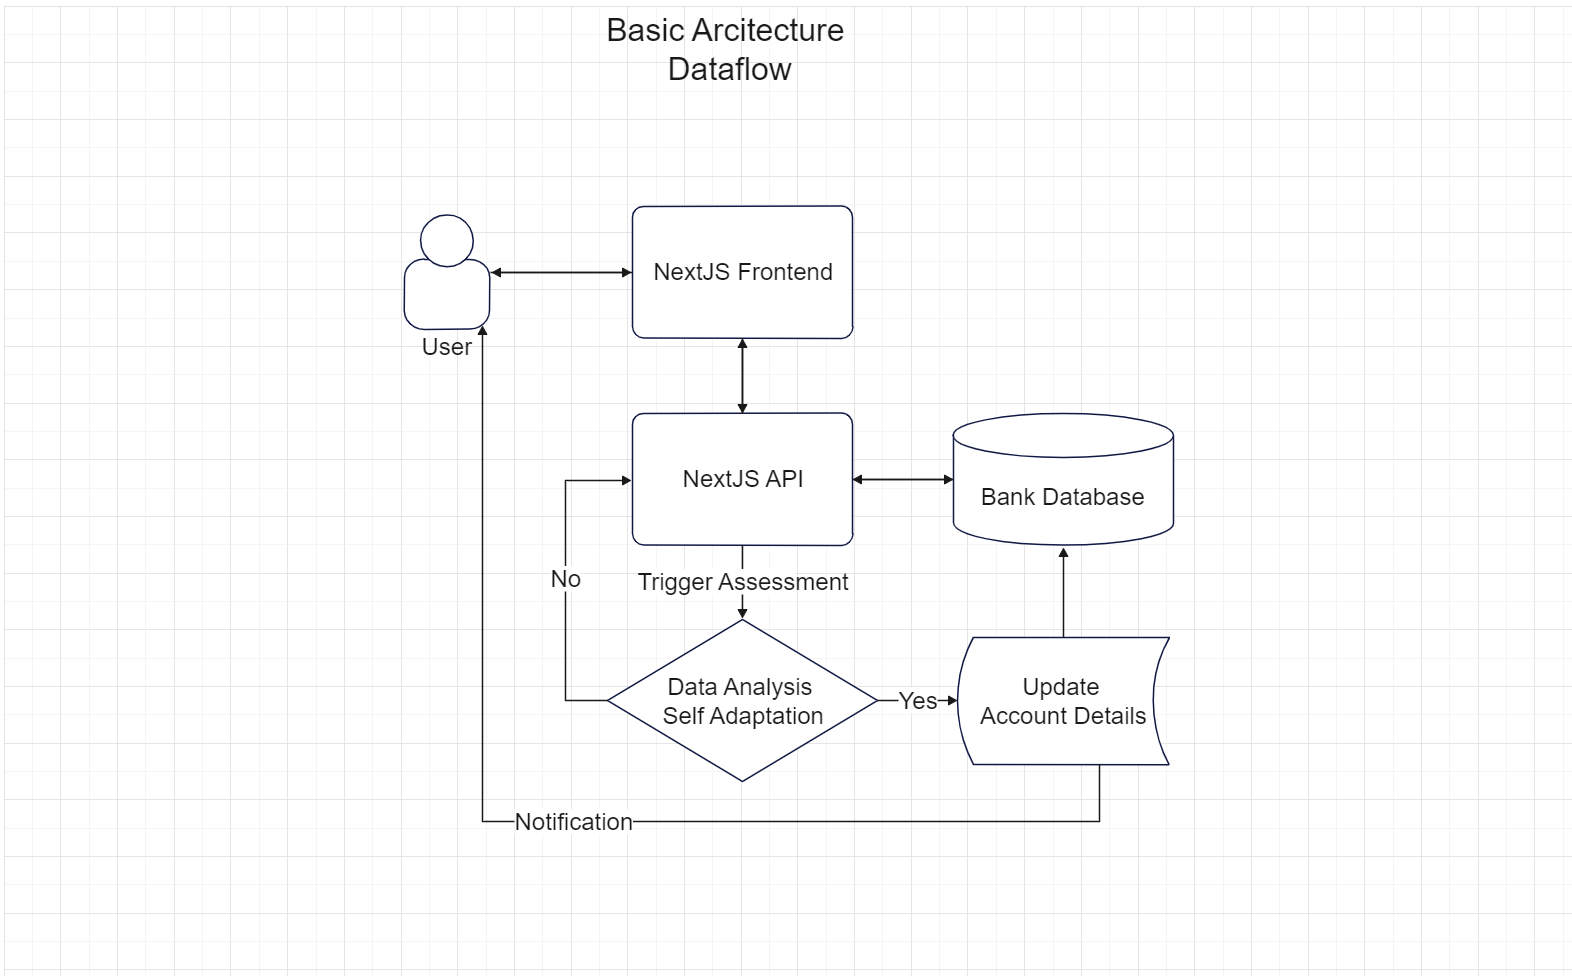 Basic Arcitecture
Dataflow
NextJS Frontend
User
NextJS API
Bank Database
No
Trigger Assessment
Data Analysis
Self Adaptation
Yes
Update
Account Details
Notification